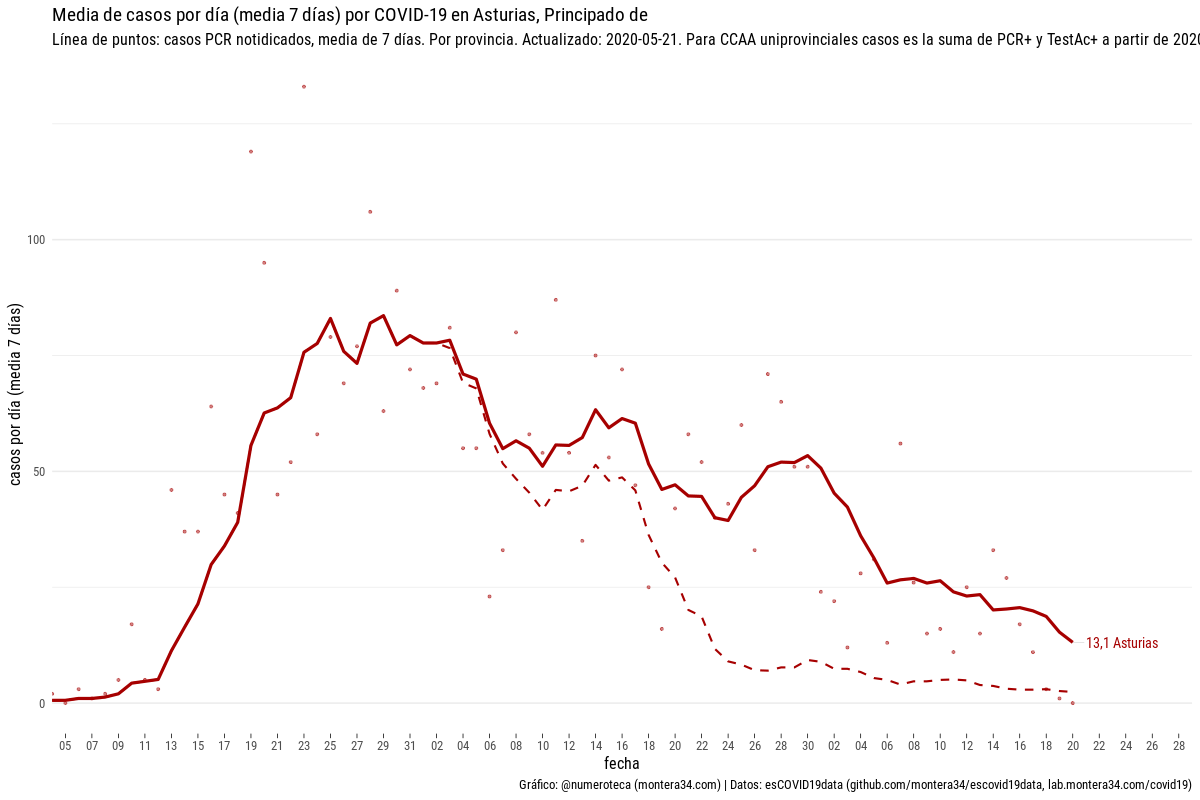 Media de casos por día (media 7 días) por COVID-19 en Asturias, Principado de
Línea de puntos: casos PCR notidicados, media de 7 días. Por provincia. Actualizado: 2020-05-21. Para CCAA uniprovinciales casos es la suma de PCR+ y TestAc+ a partir de 2020
casos por día (media 7 días)
100
50
0
13,1 Asturias
05 07 09 11 13 15 17 19 21 23 25 27 29 31 02 04 06 08 10 12 14 16 18 20 22 24 26 28 30 02 04 06 08 10 12 14 16 18 20 22 24 26 28
fecha
Gráfico: @numeroteca (montera34.com) | Datos: esCOVID19data (github.com/montera34/escovid19data, lab.montera34.com/covid19)